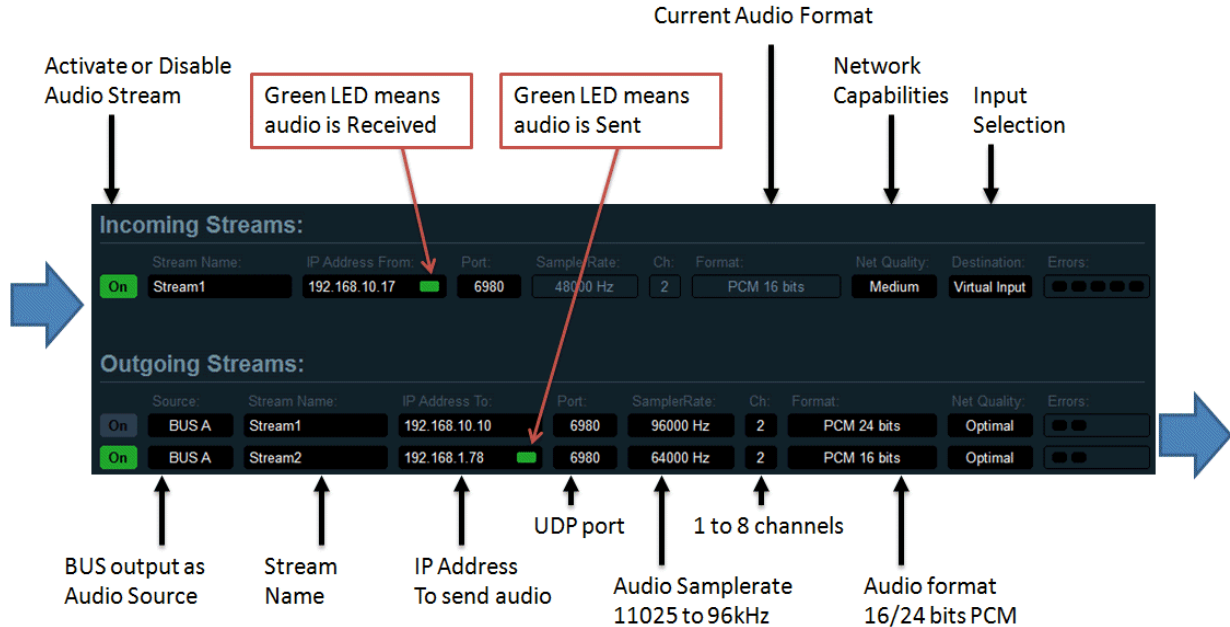 Current Audio Format
Activate or Disable
Audio Stream
Green LED means
audio is Received
Green LED means
audio is Sent
Network
Capabilities
Input
Selection
Incoming Streams:
Stream Name: IP Address From: Port: SampleRate: Ch: Format: Net Quality: Destination: Errors:
On Stream1 192.168.10.17 6980 48000 Hz 2 PCM 16 bits Medium Virtual Input
Outgoing Streams:
Source: Stream Name: IP Address To: Port: SamplerRate: Ch: Format: Net Quality: Errors:
On BUS A Stream1 192.168.10.10 6980 96000 Hz 2 PCM 24 bits Optimal
On BUS A Stream2 192.168.1.78 6980 64000 Hz 2 PCM 16 bits Optimal
UDP port
1 to 8 channels
BUS output as
Audio Source
Stream
Name
IP Address
To send audio
Audio Samplerate
11025 to 96kHz
Audio format
16/24 bits PCM